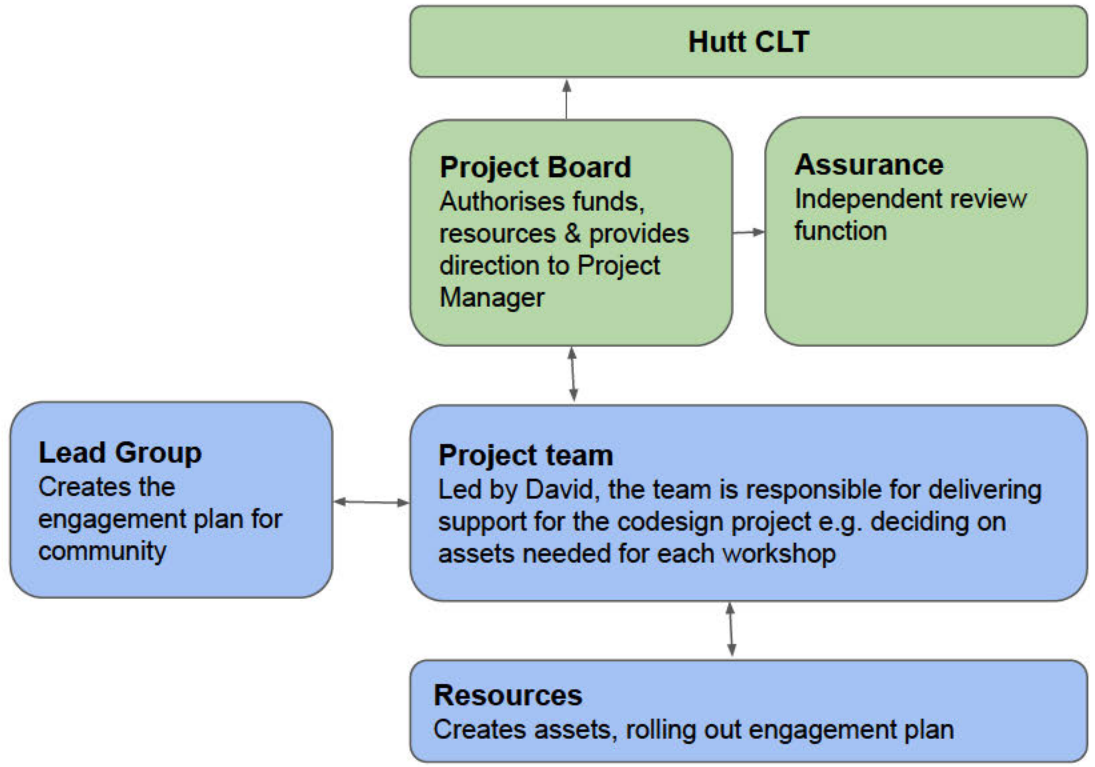 Hutt CLT
Project Board
Authorises funds,
resources & provides
direction to Project
Manager
Assurance
Independent review
function
Lead Group
Creates the
engagement plan for
community
Project team
Led by David, the team is responsible for delivering
support for the codesign project e.g. deciding on
assets needed for each workshop
Resources
Creates assets, rolling out engagement plan